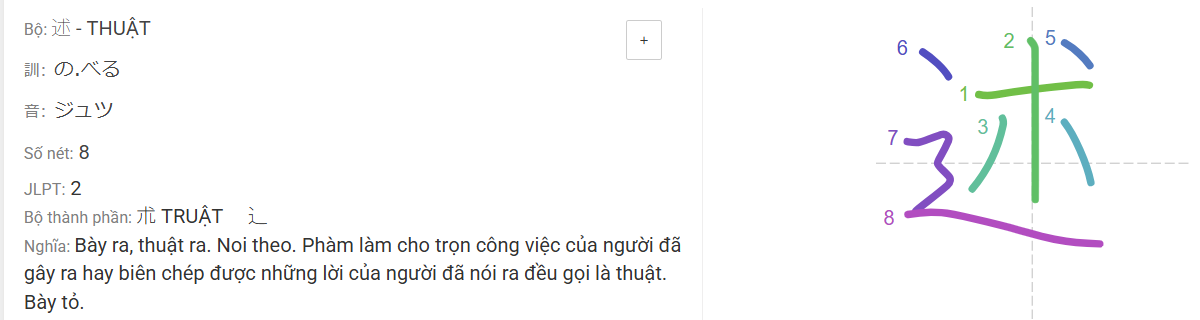 Bộ: 述 - THUẬT
+
訓: の.べる
音: ジュツ
Số nét: 8
JLPT: 2
Bộ thành phần: 朮 TRUẬT ⻌
Nghĩa: Bày ra, thuật ra. Noi theo. Phàm làm cho trọn công việc của người đã
gây ra hay biên chép được những lời của người đã nói ra đều gọi là thuật.
Bày tỏ.
述
1
2
3
4
5
6
7
8